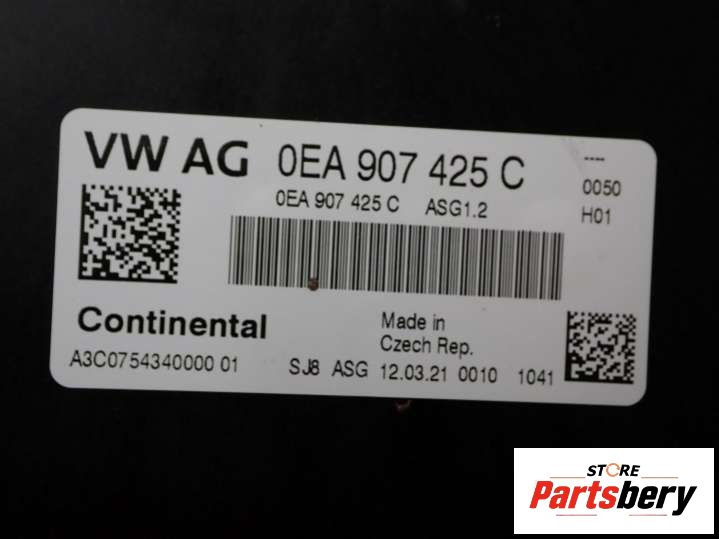 VW AG 0EA 907 425 C ----
0EA 907 425 C ASG1.2 0050
H01
Continental Made in
Czech Rep.
A3C0754340000 01 SJ8 ASG 12.03.21 0010 1041
STORE
Partsbery